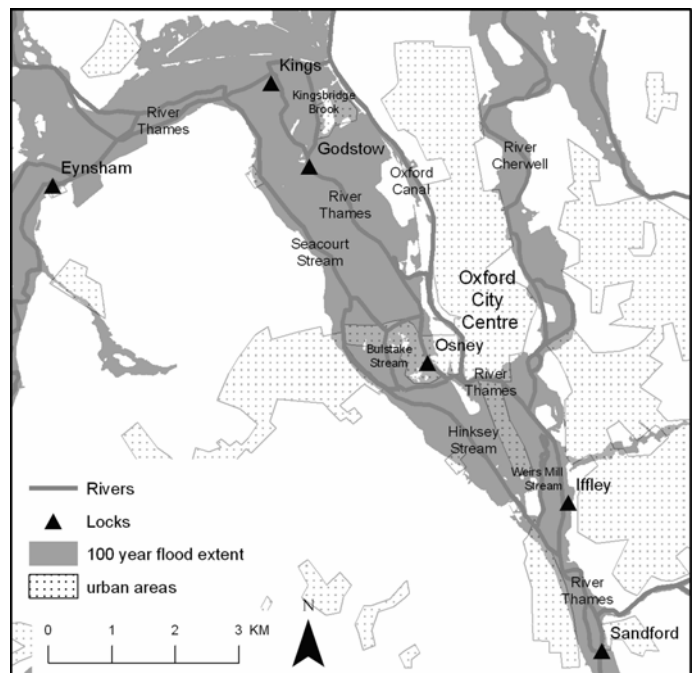 Kings
Kingsbridge
Brook
River
Thames
Godstow
River
Cherwell
Eynsham
Oxford
Canal
River
Thames
Seacourt
Stream
Oxford
City
Centre
Osney
Bulstake
Stream
River
Thames
Hinksey
Stream
Weirs Mill
Stream
Iffley
River
Thames
Sandford
Rivers
Locks
100 year flood extent
urban areas
0 1 2 3 KM
N